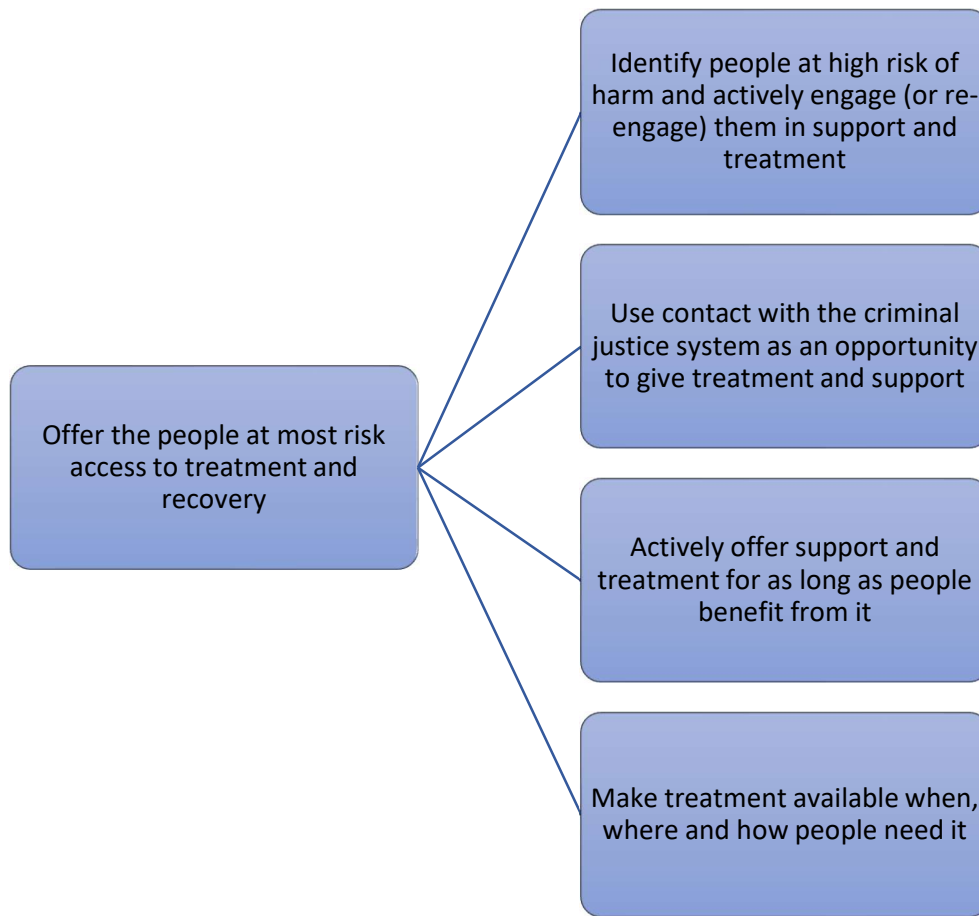 Identify people at high risk of
harm and actively engage (or re-
engage) them in support and
treatment
Use contact with the criminal
justice system as an opportunity
to give treatment and support
Offer the people at most risk
access to treatment and
recovery
Actively offer support and
treatment for as long as people
benefit from it
Make treatment available when,
where and how people need it